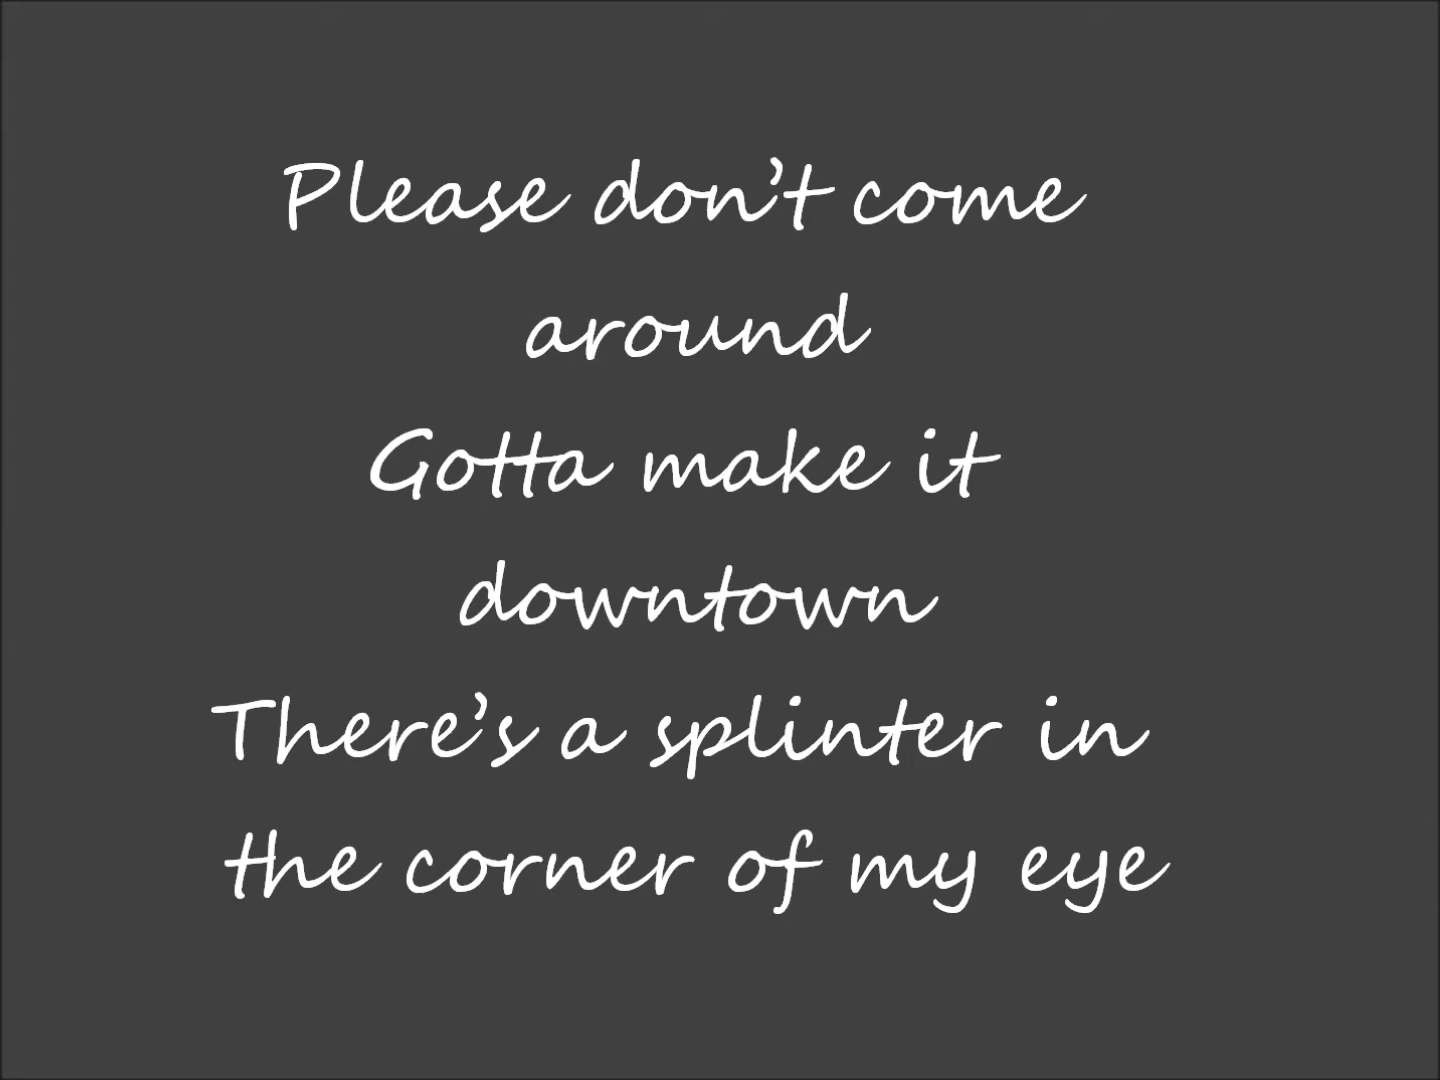 Please don’t come
around
Gotta make it
downtown
There’s a splinter in
the corner of my eye